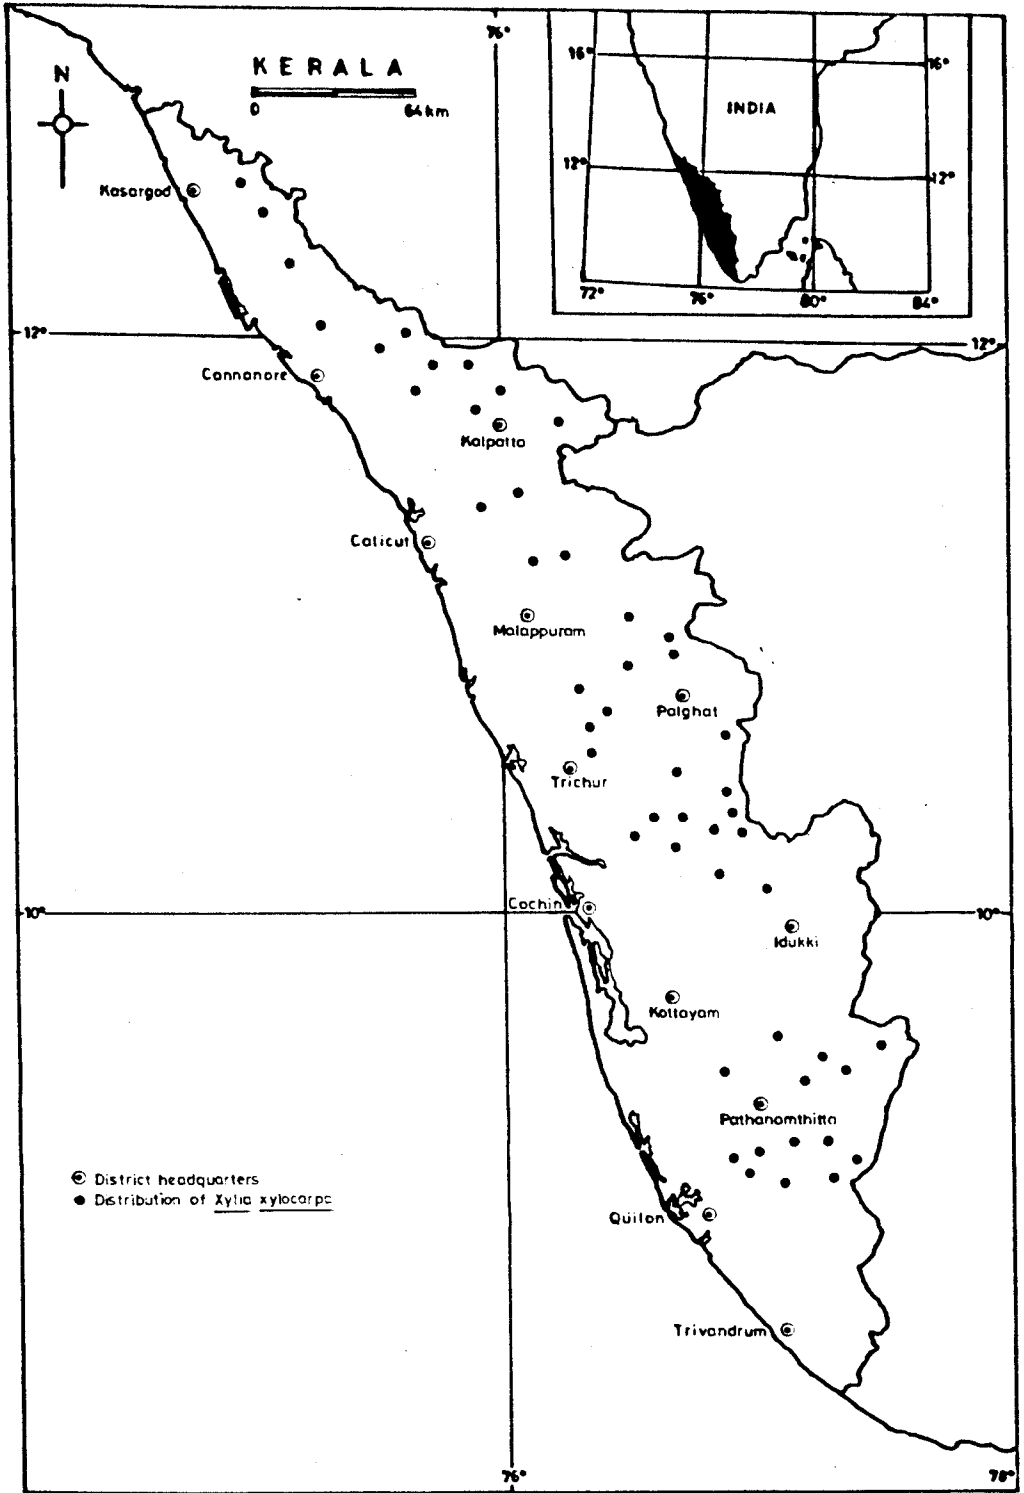 76°
KERALA
0 64km
N
16° 16°
INDIA
12° 12°
72° 76° 80° 84°
Kasargod
12° 12°
Cannanore
Kalpatta
Calicut
Malappuram
Palghat
Trichur
Cochin
10° 10°
Idukki
Kottayam
Pathanamthitta
District headquarters
Distribution of Xylia xylocarpa
Quilon
Trivandrum
76° 78°